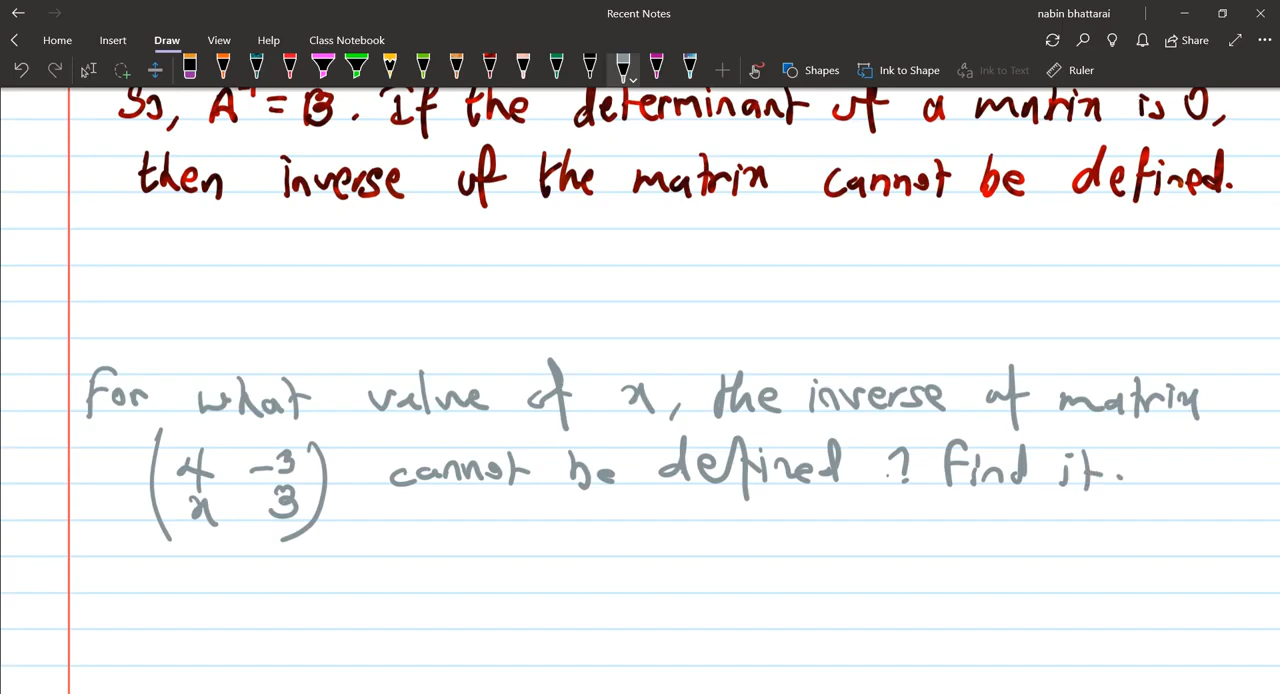 Recent Notes
nabin bhattarai
Home Insert Draw View Help Class Notebook
Share
Shapes Ink to Shape Ink to Text Ruler
So, A⁻¹ = B. If the determinant of a matrix is 0,
then inverse of the matrix cannot be defined.
For what value of x, the inverse of matrix
(4 -3
x 3) cannot be defined? Find it.